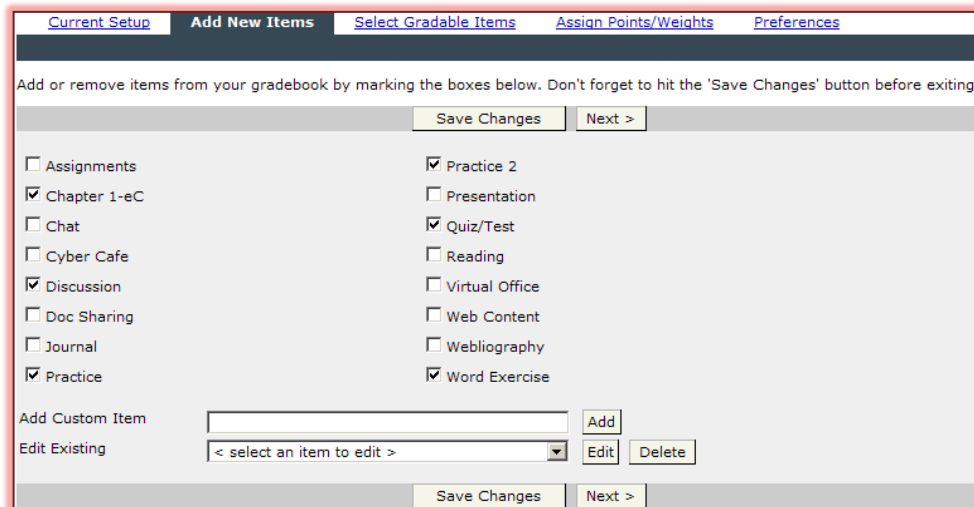 Current Setup Add New Items Select Gradable Items Assign Points/Weights Preferences
Add or remove items from your gradebook by marking the boxes below. Don't forget to hit the 'Save Changes' button before exiting
Save Changes Next >
Assignments Practice 2
Chapter 1-eC Presentation
Chat Quiz/Test
Cyber Cafe Reading
Discussion Virtual Office
Doc Sharing Web Content
Journal Webliography
Practice Word Exercise
Add Custom Item Add
Edit Existing < select an item to edit > Edit Delete
Save Changes Next >